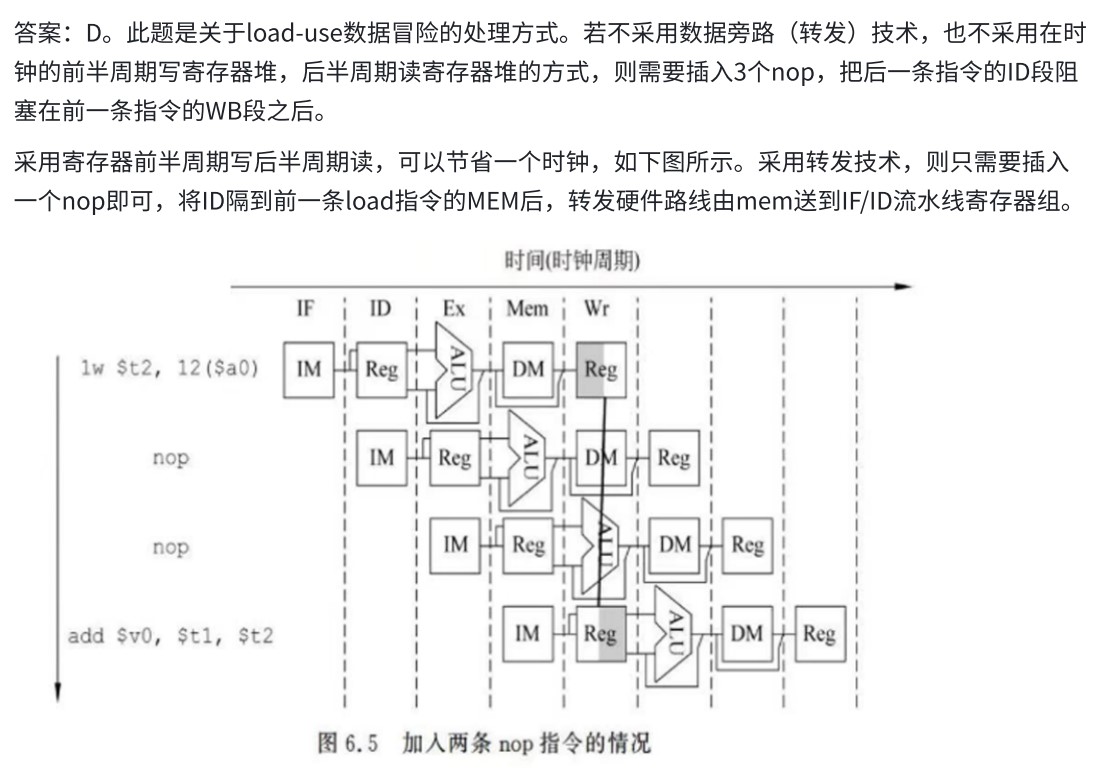 答案：D。此题是关于load-use数据冒险的处理方式。若不采用数据旁路（转发）技术，也不采用在时
钟的前半周期写寄存器堆，后半周期读寄存器堆的方式，则需要插入3个nop，把后一条指令的ID段阻
塞在前一条指令的WB段之后。
采用寄存器前半周期写后半周期读，可以节省一个时钟，如下图所示。采用转发技术，则只需要插入
一个nop即可，将ID隔到前一条load指令的MEM后，转发硬件路线由mem送到IF/ID流水线寄存器组。
时间(时钟周期)
IF ID Ex Mem Wr
lw $t2, 12($a0) IM Reg ALU DM Reg
nop IM Reg ALU DM Reg
nop IM Reg ALU DM Reg
add $v0, $t1, $t2 IM Reg ALU DM Reg
图 6.5 加入两条 nop 指令的情况